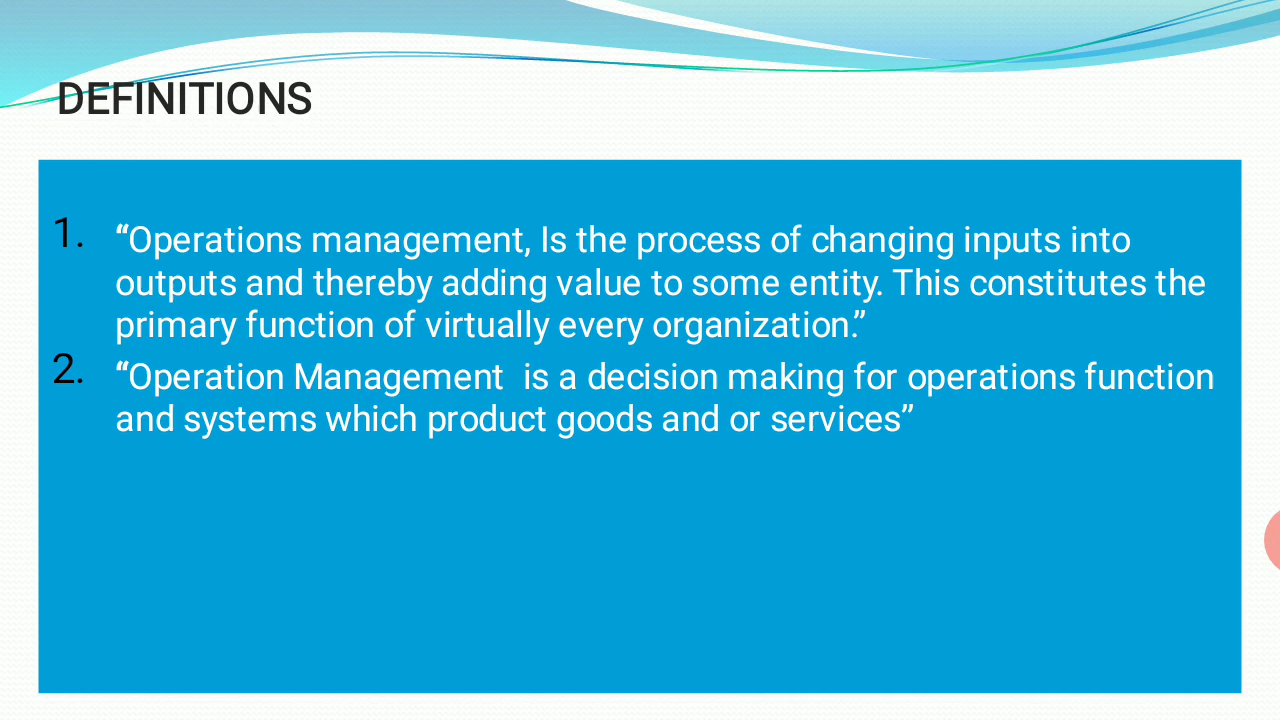 DEFINITIONS
1. “Operations management, Is the process of changing inputs into
outputs and thereby adding value to some entity. This constitutes the
primary function of virtually every organization.”
2. “Operation Management  is a decision making for operations function
and systems which product goods and or services”